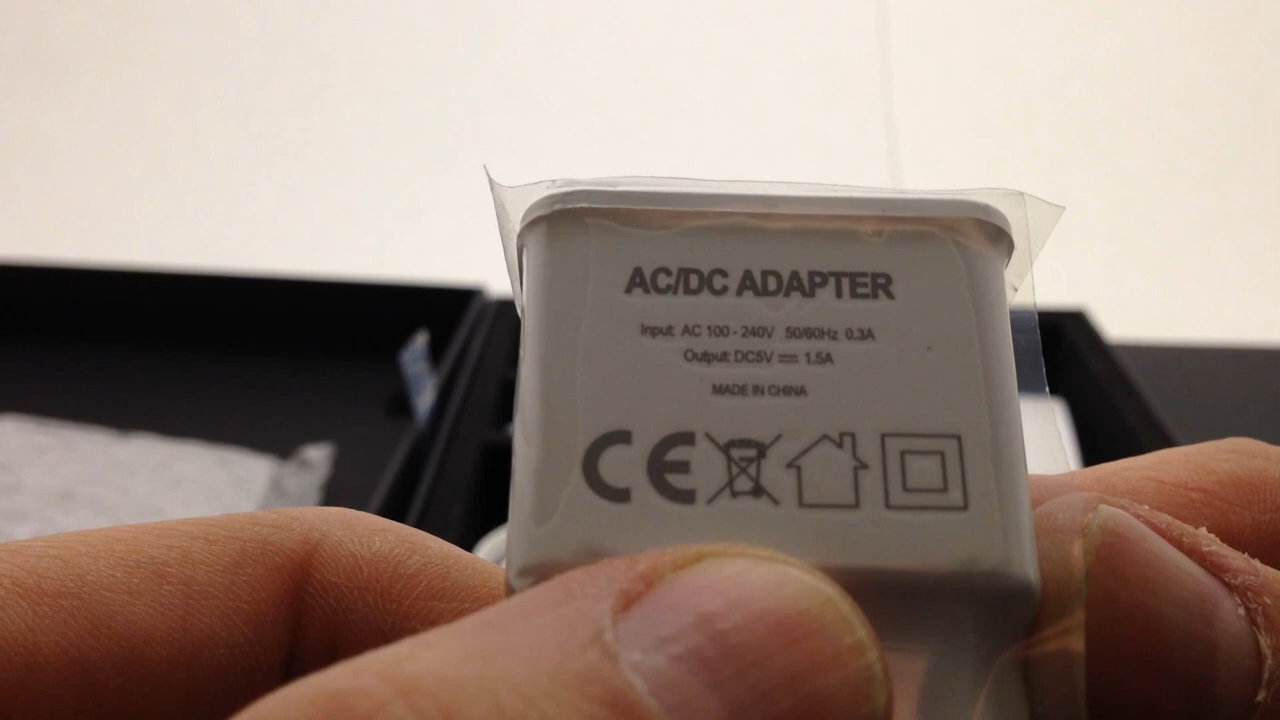 AC/DC ADAPTER
Input: AC 100 - 240V 50/60Hz 0.3A
Output: DC5V ⎓ 1.5A
MADE IN CHINA
CE